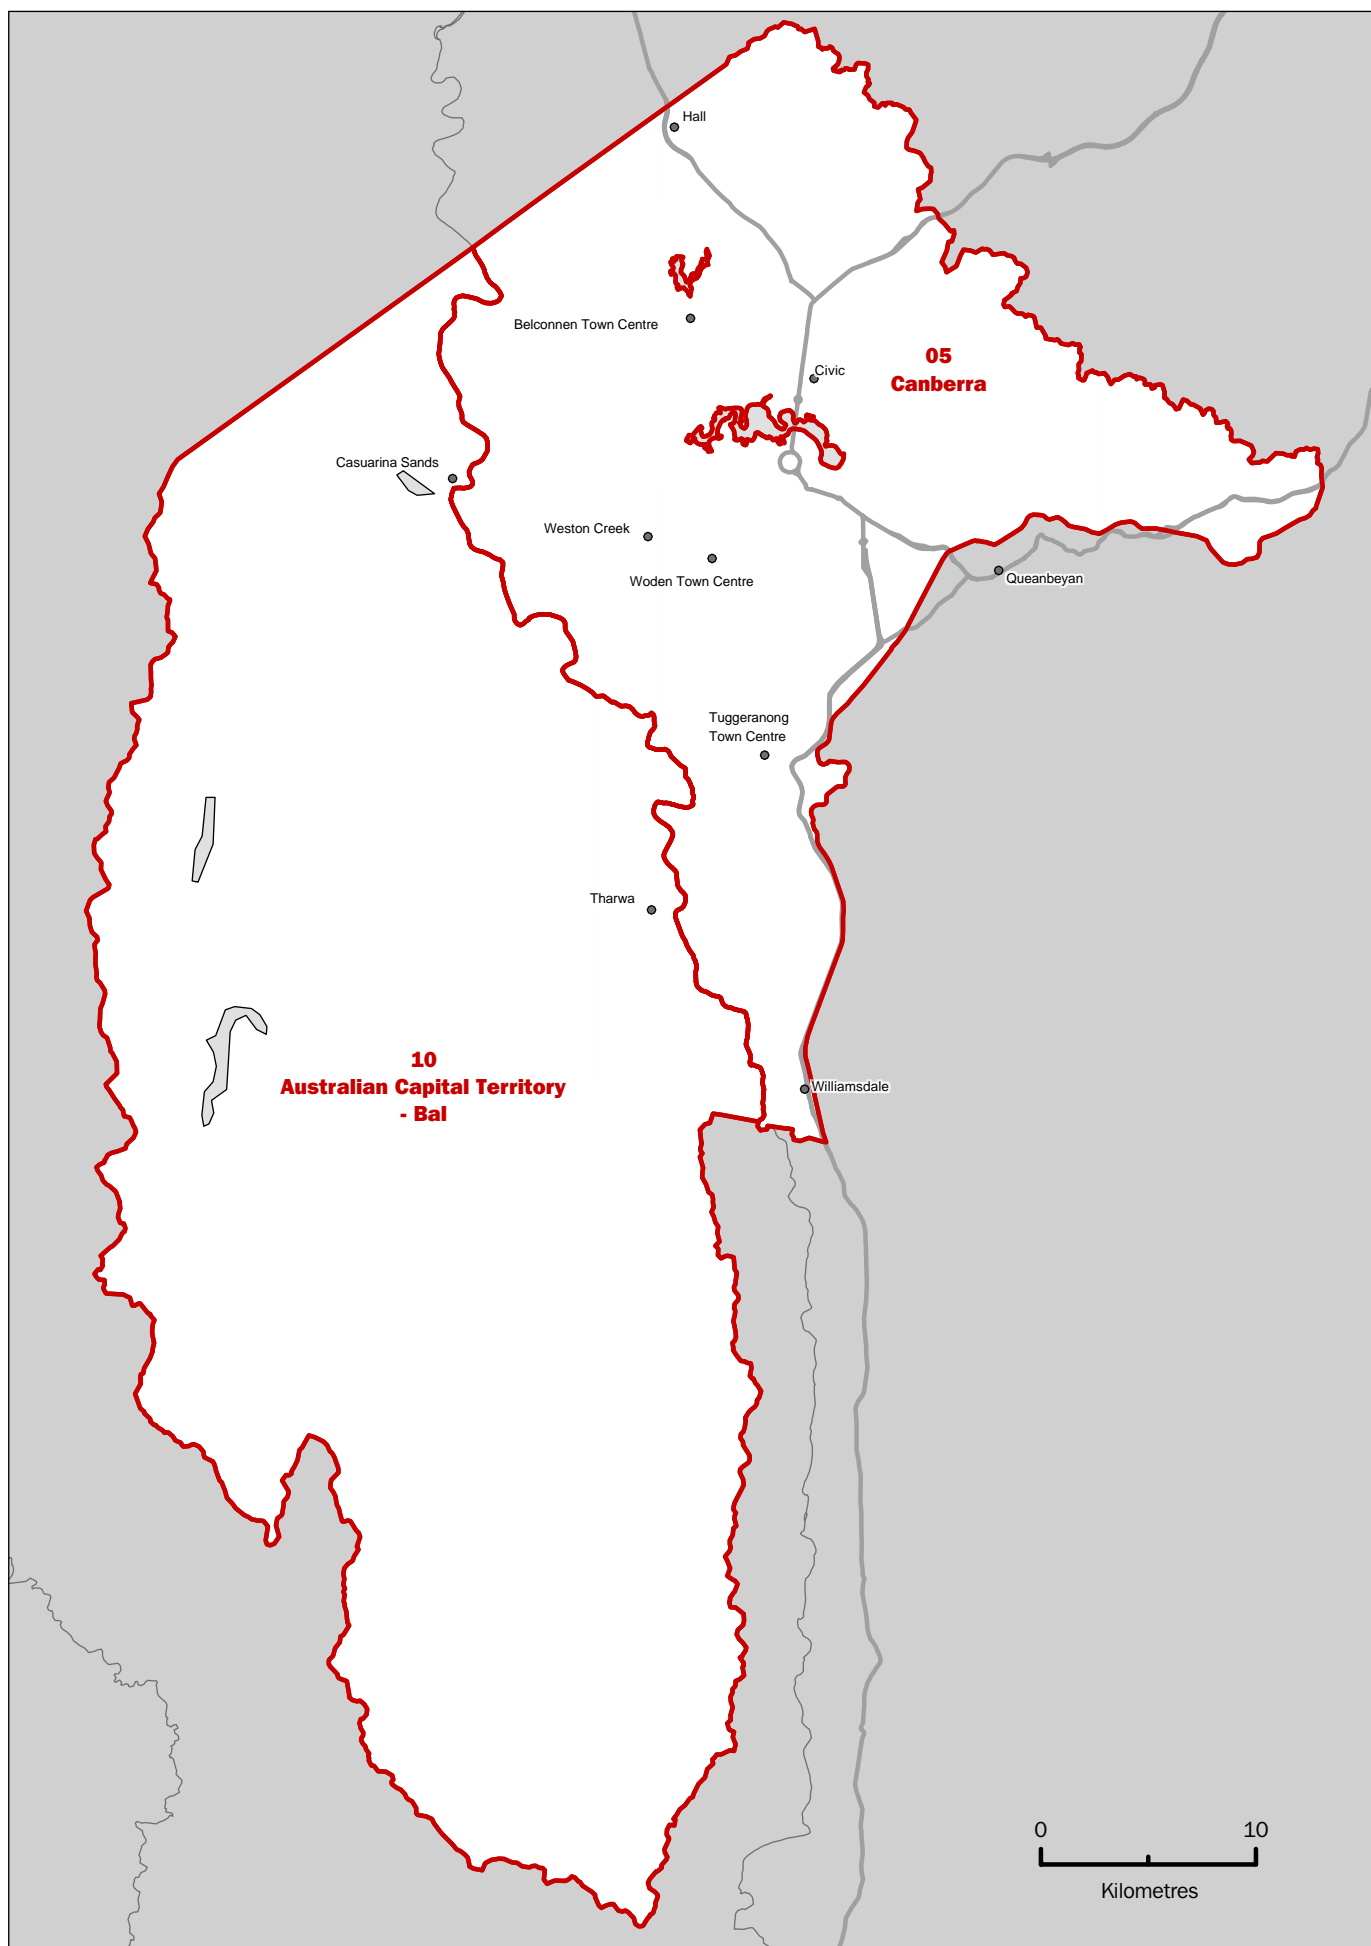 Hall
Belconnen Town Centre
05
Canberra
Civic
Casuarina Sands
Weston Creek
Woden Town Centre
Queanbeyan
Tuggeranong
Town Centre
Tharwa
10
Australian Capital Territory
- Bal
Williamsdale
0 10
Kilometres